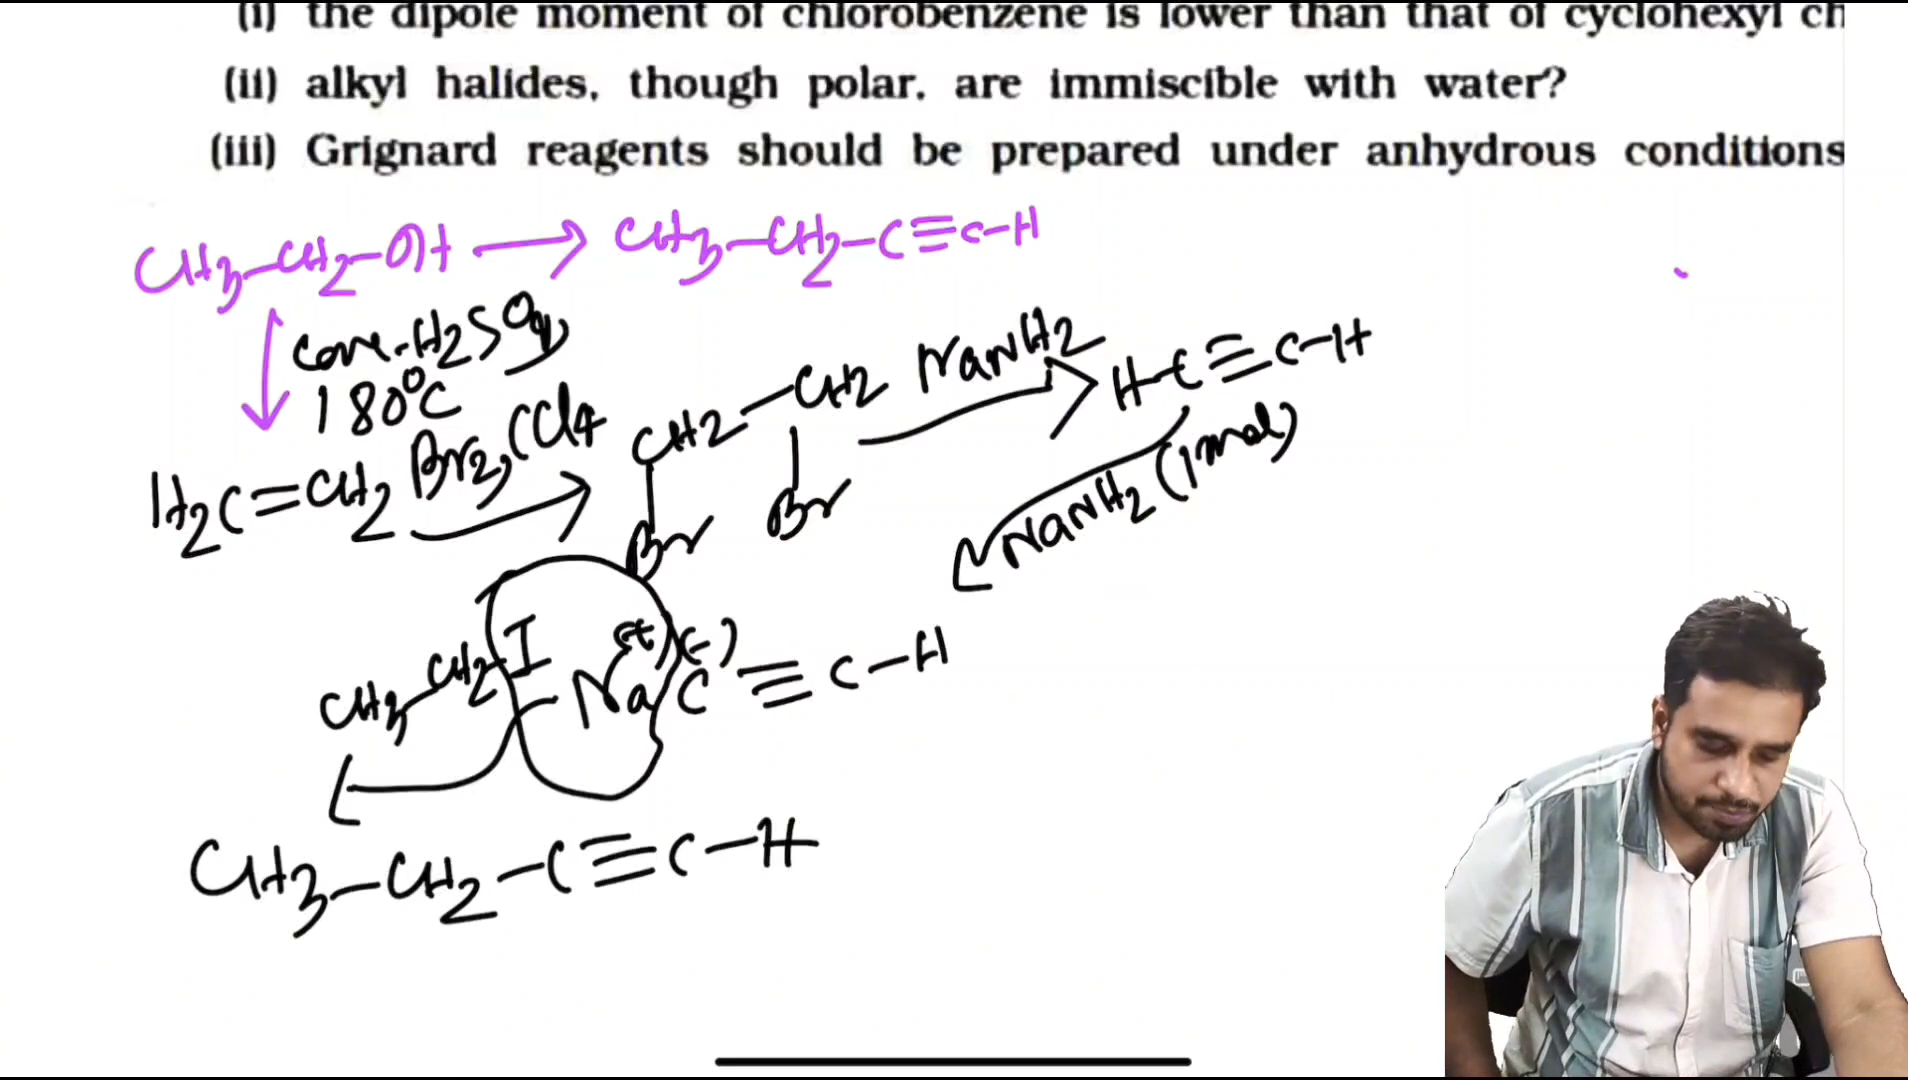 (i) the dipole moment of chlorobenzene is lower than that of cyclohexyl ch
(ii) alkyl halides, though polar, are immiscible with water?
(iii) Grignard reagents should be prepared under anhydrous conditions
CH3-CH2-OH → CH3-CH2-C≡C-H
conc. H2SO4
180°C
H2C=CH2 Br2, CCl4 → CH2-CH2 NaNH2 → H-C≡C-H
Br Br
NaNH2 (1mol)
CH3-CH2 I Na(+) (-)C≡C-H
CH3-CH2-C≡C-H